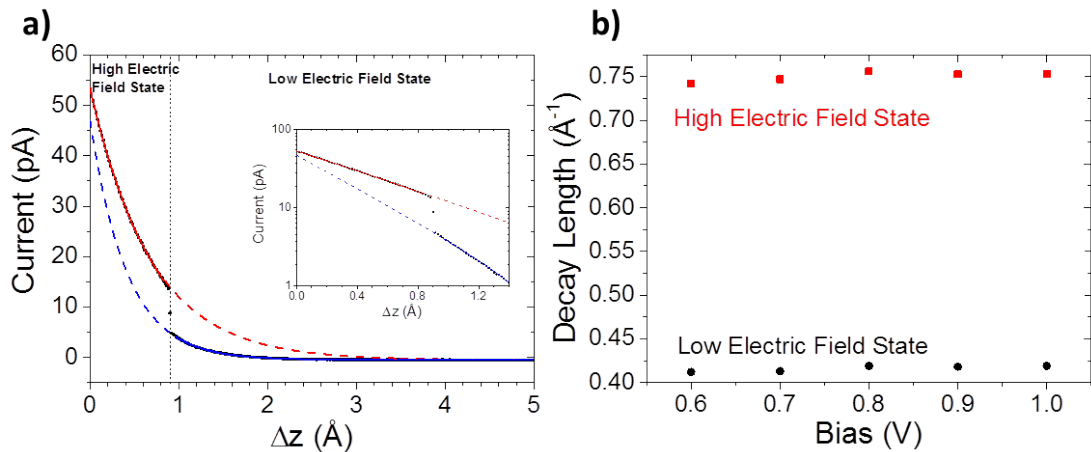 a)
60
50
40
30
20
10
0
Current (pA)
High Electric
Field State
Low Electric Field State
100
10
1
Current (pA)
0.0 0.4 0.8 1.2
Δz (Å)
0 1 2 3 4 5
Δz (Å)
b)
0.75
0.70
0.65
0.60
0.55
0.50
0.45
0.40
Decay Length (Å⁻¹)
High Electric Field State
Low Electric Field State
0.6 0.7 0.8 0.9 1.0
Bias (V)